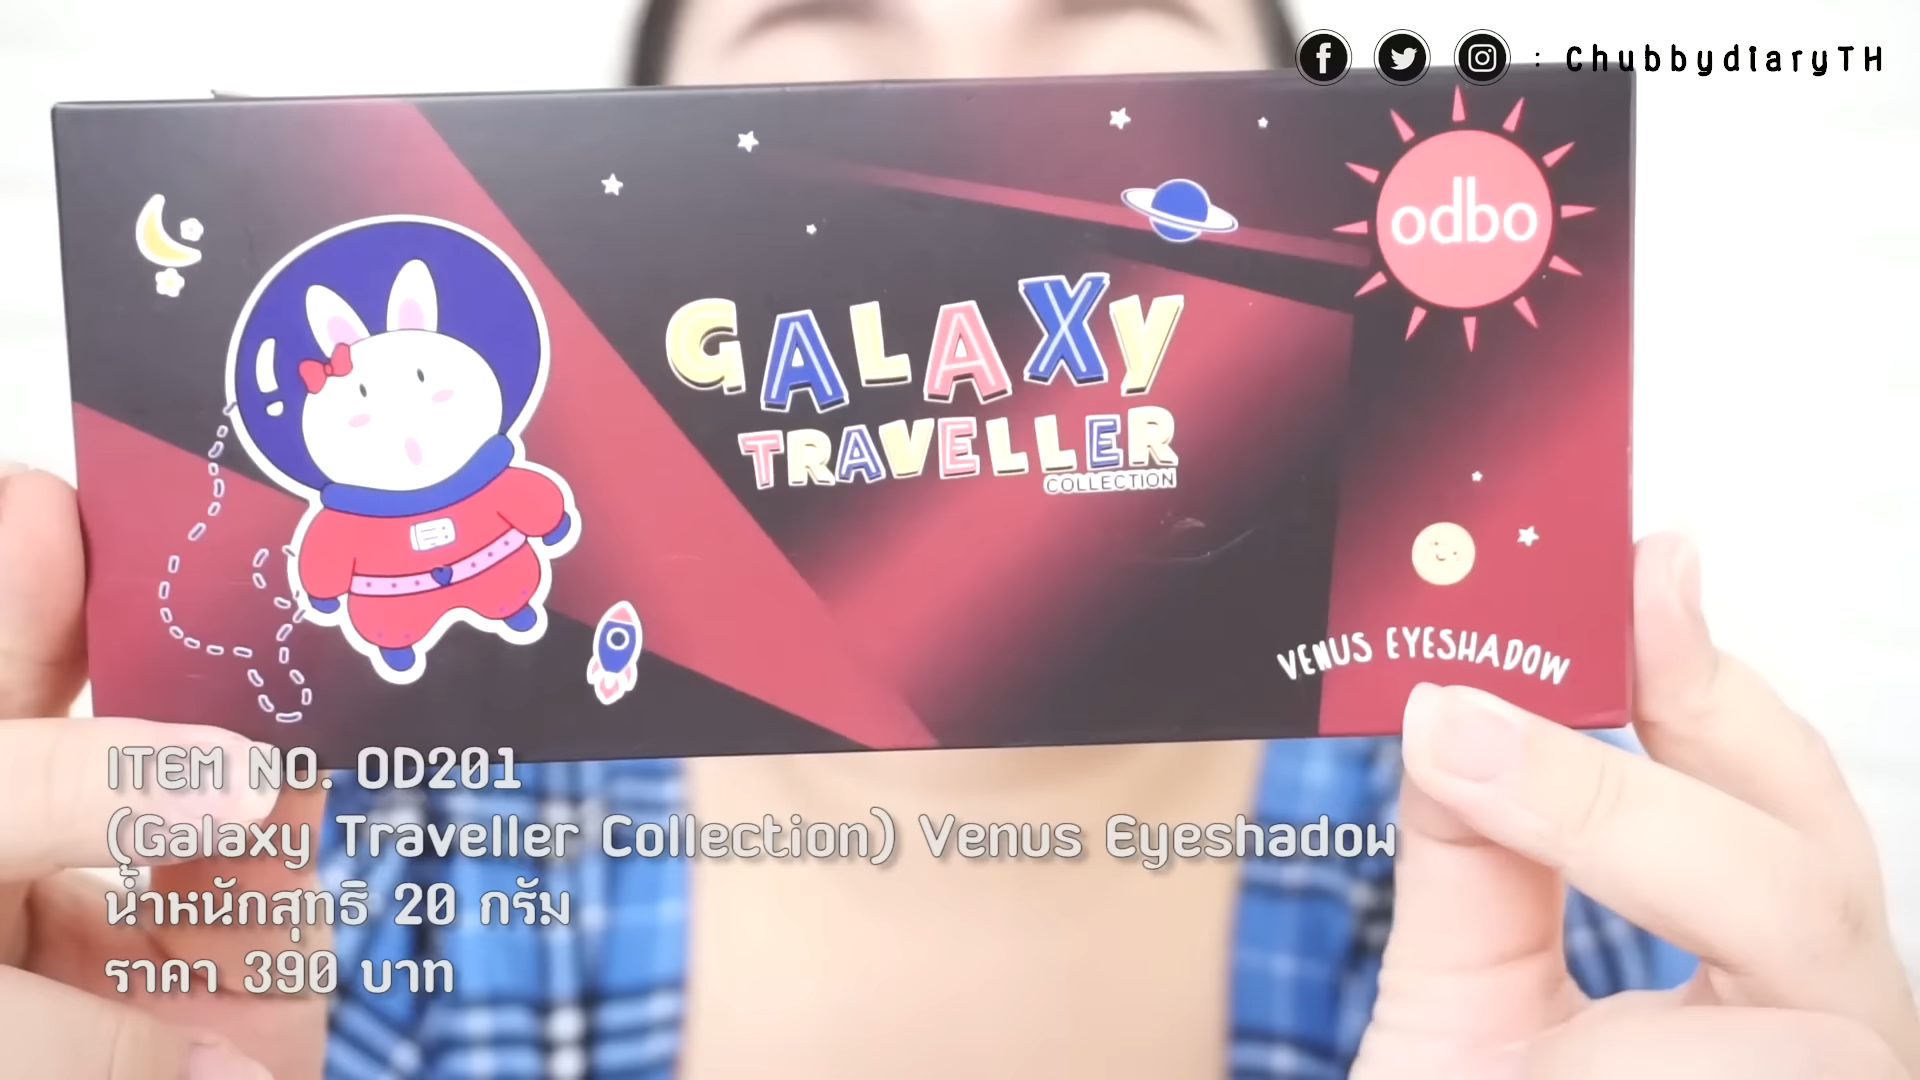 : ChubbydiaryTH
odbo
GALAXY
TRAVELLER
COLLECTION
VENUS EYESHADOW
ITEM NO. OD201
(Galaxy Traveller Collection) Venus Eyeshadow
น้ำหนักสุทธิ 20 กรัม
ราคา 390 บาท